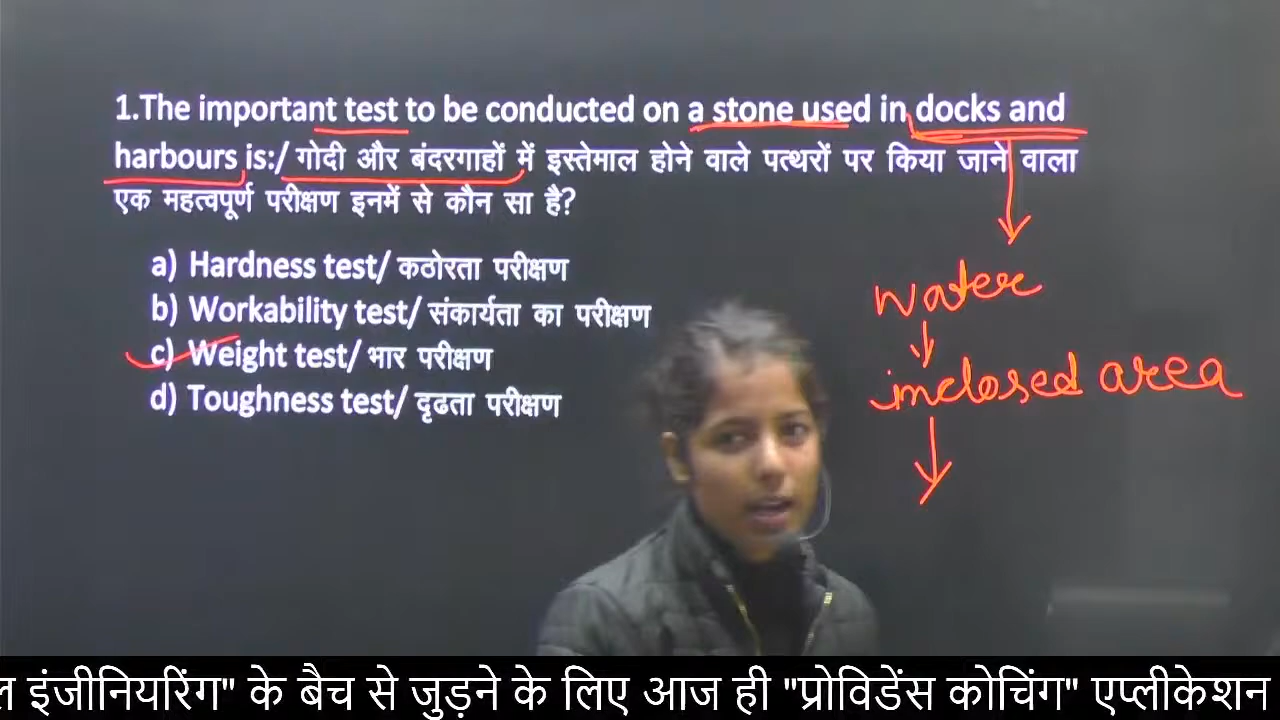 1.The important test to be conducted on a stone used in docks and
harbours is:/ गोदी और बंदरगाहों में इस्तेमाल होने वाले पत्थरों पर किया जाने वाला
एक महत्वपूर्ण परीक्षण इनमें से कौन सा है?
a) Hardness test/ कठोरता परीक्षण
b) Workability test/ संकार्यता का परीक्षण
c) Weight test/ भार परीक्षण
d) Toughness test/ दृढता परीक्षण
water
inclosed area
ल इंजीनियरिंग" के बैच से जुड़ने के लिए आज ही "प्रोविडेंस कोचिंग" एप्लीकेशन